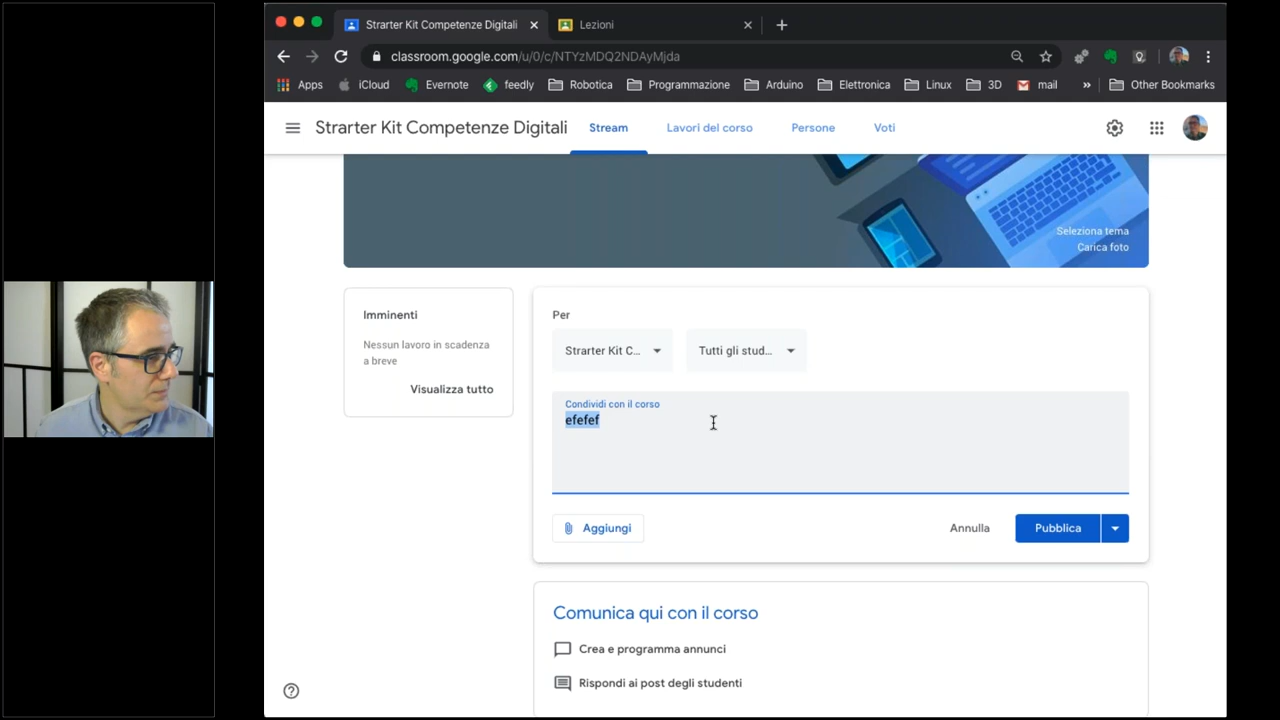 Strarter Kit Competenze Digitali
Lezioni
classroom.google.com/u/0/c/NTYzMDQ2NDAyMjda
Apps iCloud Evernote feedly Robotica Programmazione Arduino Elettronica Linux 3D mail » Other Bookmarks
Strarter Kit Competenze Digitali Stream Lavori del corso Persone Voti
Seleziona tema
Carica foto
Imminenti
Nessun lavoro in scadenza
a breve
Visualizza tutto
Per
Strarter Kit C...
Tutti gli stud...
Condividi con il corso
efefef
Aggiungi
Annulla
Pubblica
Comunica qui con il corso
Crea e programma annunci
Rispondi ai post degli studenti